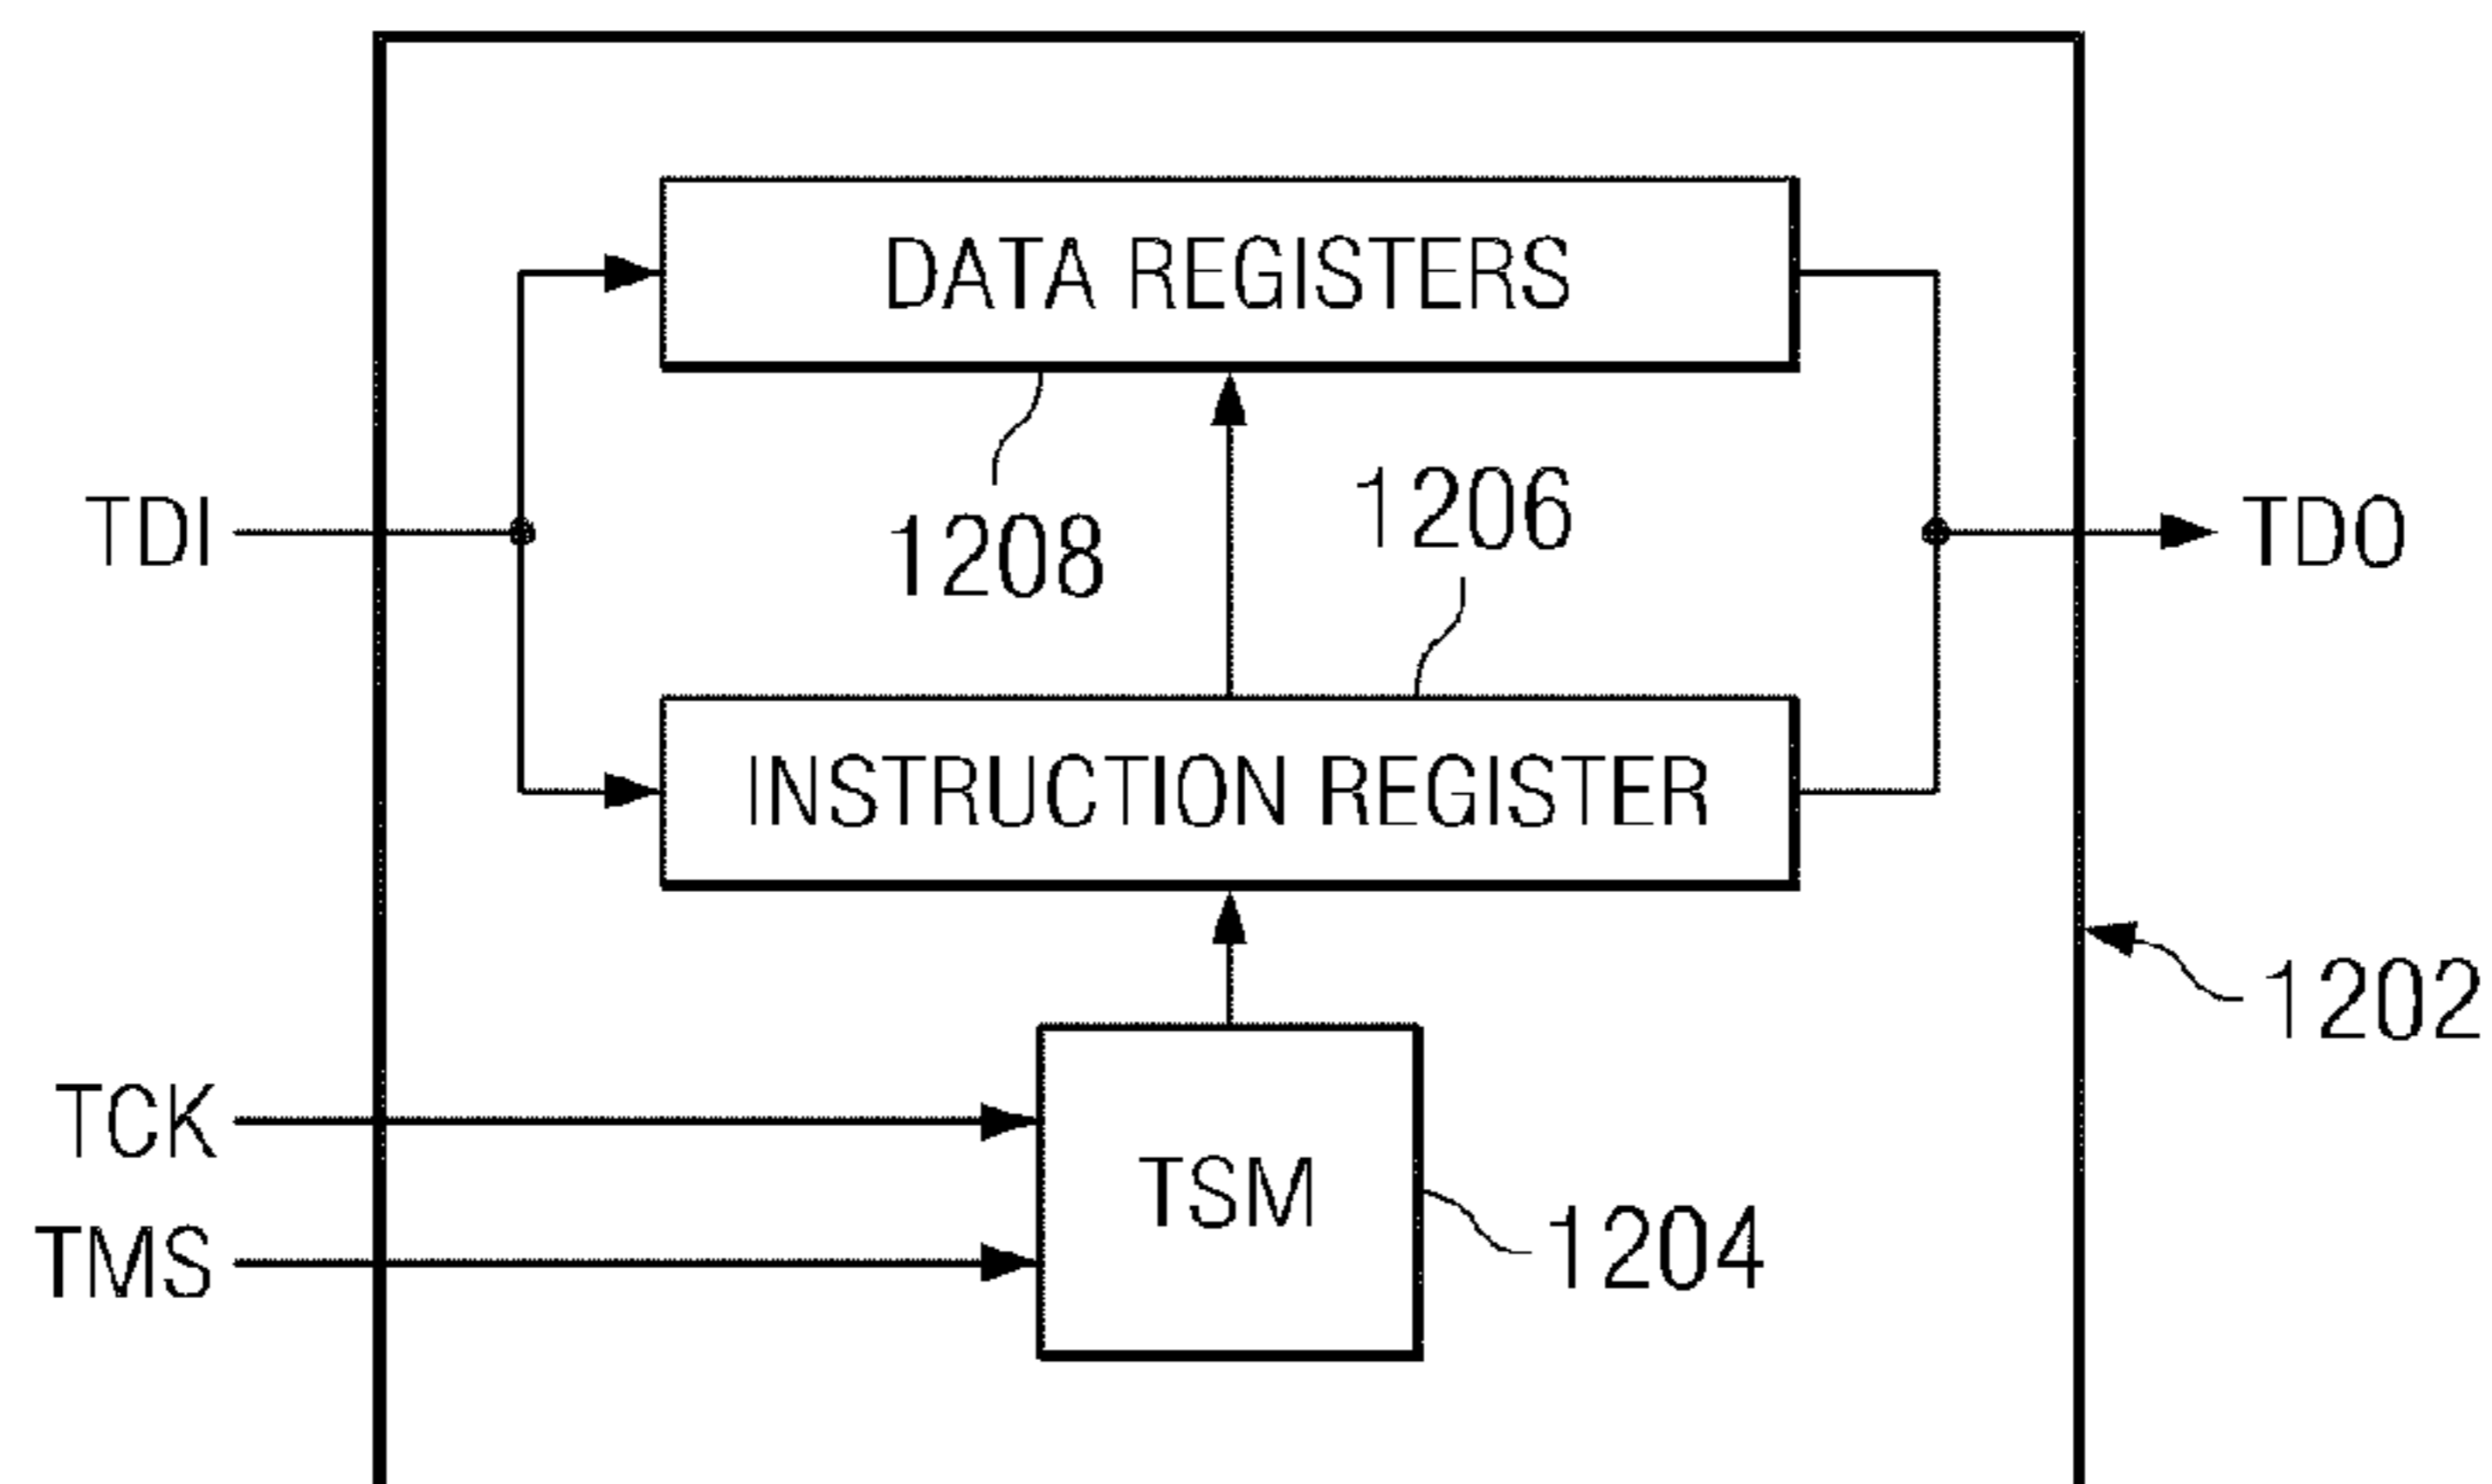 DATA REGISTERS
TDI
1208
1206
TDO
INSTRUCTION REGISTER
1202
TCK
TSM
TMS
1204